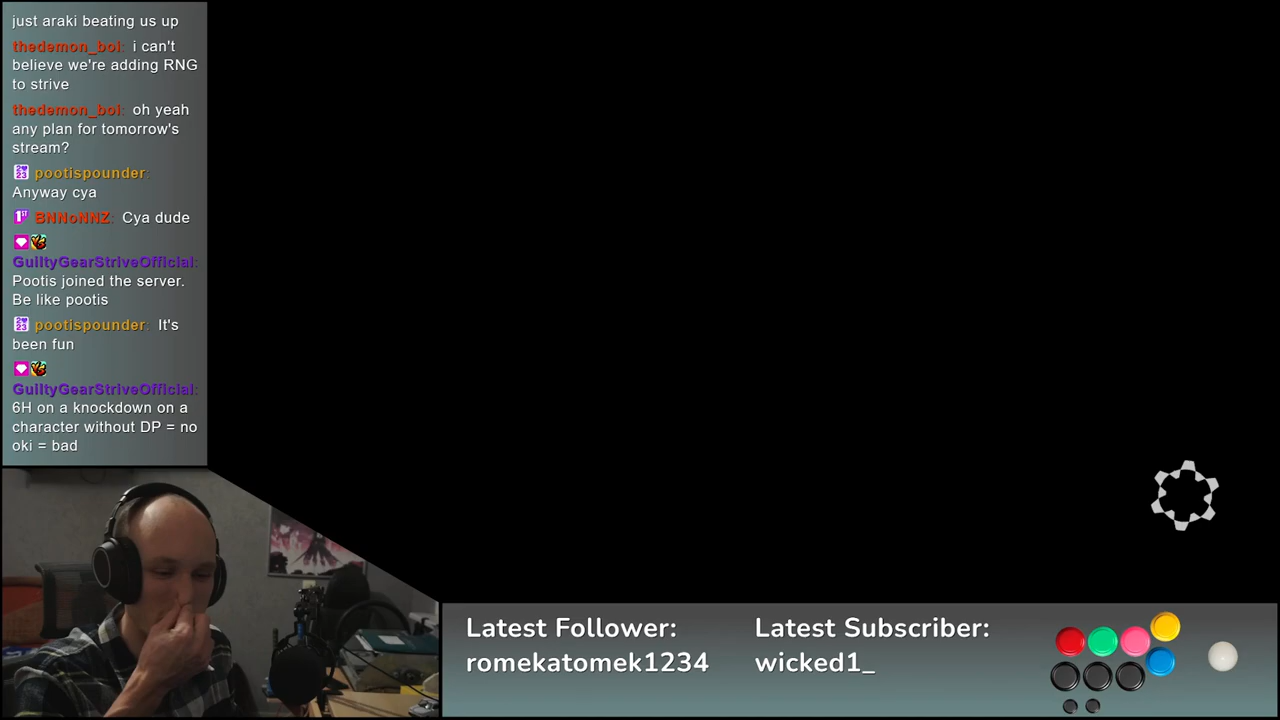 just araki beating us up
thedemon_boi: i can't
believe we're adding RNG
to strive
thedemon_boi: oh yeah
any plan for tomorrow's
stream?
pootispounder:
Anyway cya
1ST BNNoNNZ: Cya dude
GuiltyGearStriveOfficial:
Pootis joined the server.
Be like pootis
pootispounder: It's
been fun
GuiltyGearStriveOfficial:
6H on a knockdown on a
character without DP = no
oki = bad
Latest Follower:
romekatomek1234
Latest Subscriber:
wicked1_